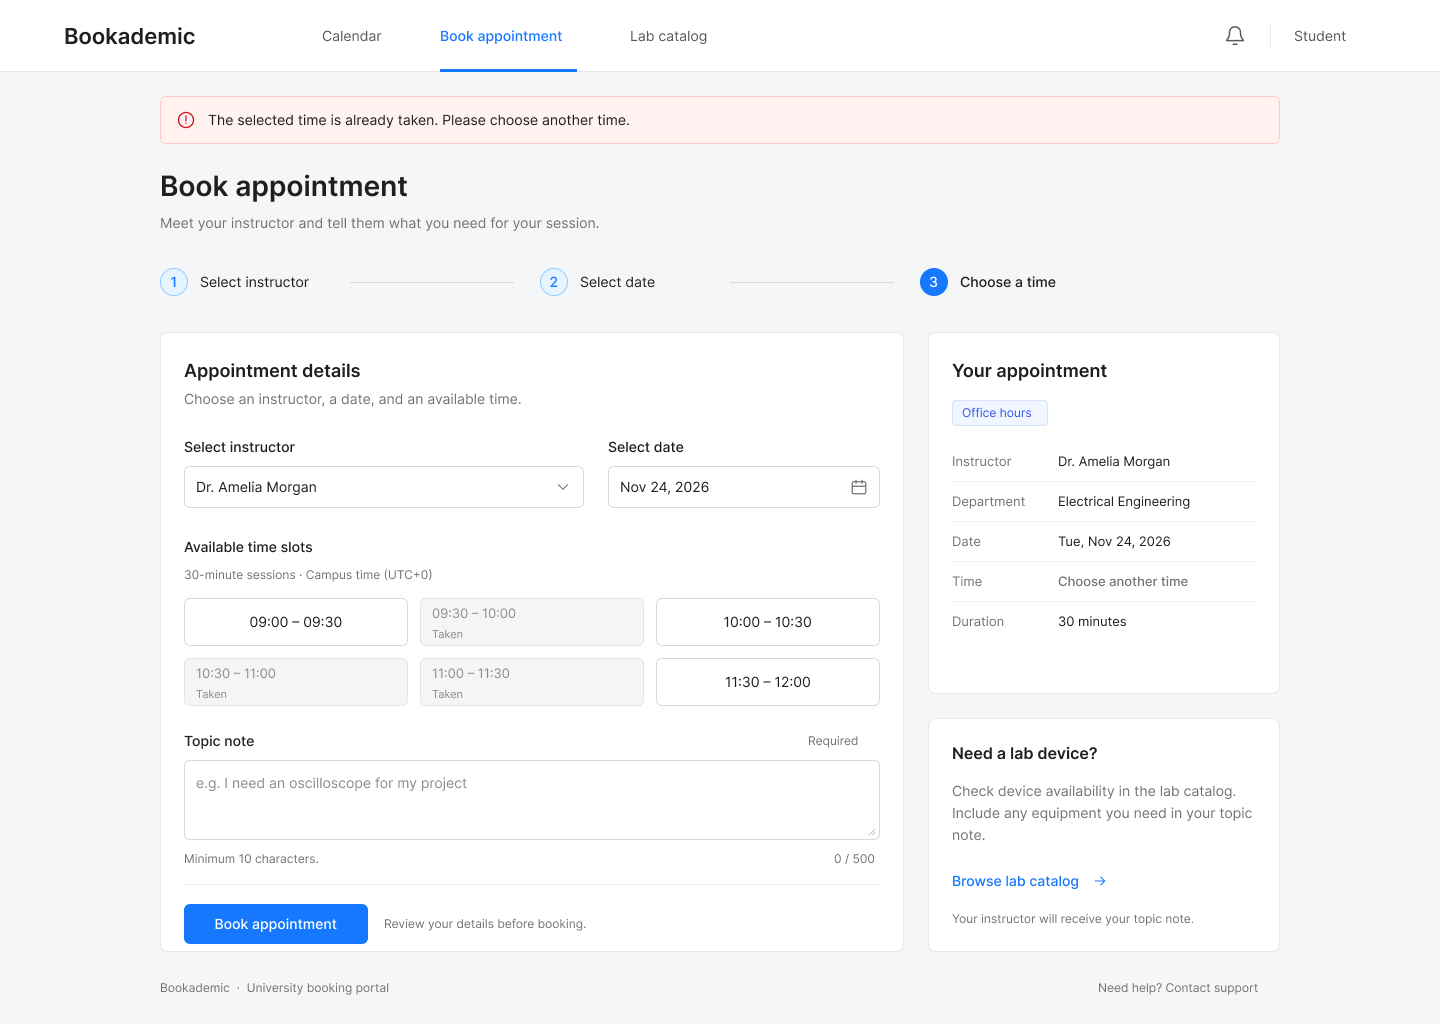 Bookademic
Calendar
Book appointment
Lab catalog
Student
The selected time is already taken. Please choose another time.
Book appointment
Meet your instructor and tell them what you need for your session.
1 Select instructor
2 Select date
3 Choose a time
Appointment details
Choose an instructor, a date, and an available time.
Select instructor
Dr. Amelia Morgan
Select date
Nov 24, 2026
Available time slots
30-minute sessions · Campus time (UTC+0)
09:00 – 09:30
09:30 – 10:00
Taken
10:00 – 10:30
10:30 – 11:00
Taken
11:00 – 11:30
Taken
11:30 – 12:00
Topic note
Required
e.g. I need an oscilloscope for my project
Minimum 10 characters.
0 / 500
Book appointment
Review your details before booking.
Your appointment
Office hours
Instructor Dr. Amelia Morgan
Department Electrical Engineering
Date Tue, Nov 24, 2026
Time Choose another time
Duration 30 minutes
Need a lab device?
Check device availability in the lab catalog.
Include any equipment you need in your topic
note.
Browse lab catalog →
Your instructor will receive your topic note.
Bookademic · University booking portal
Need help? Contact support